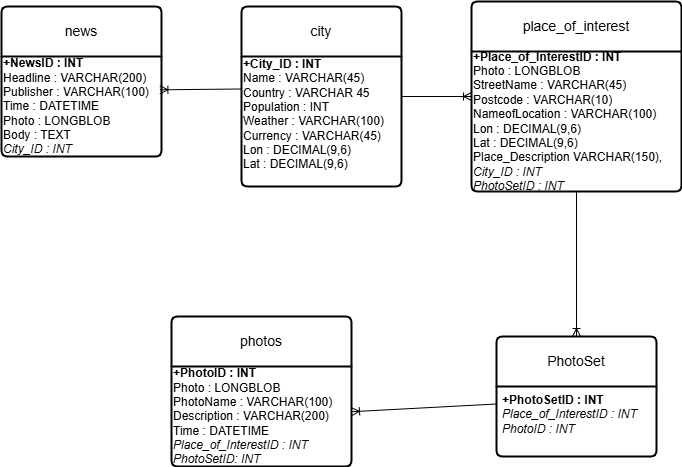 news
+NewsID : INT
Headline : VARCHAR(200)
Publisher : VARCHAR(100)
Time : DATETIME
Photo : LONGBLOB
Body : TEXT
City_ID : INT
city
+City_ID : INT
Name : VARCHAR(45)
Country : VARCHAR 45
Population : INT
Weather : VARCHAR(100)
Currency : VARCHAR(45)
Lon : DECIMAL(9,6)
Lat : DECIMAL(9,6)
place_of_interest
+Place_of_InterestID : INT
Photo : LONGBLOB
StreetName : VARCHAR(45)
Postcode : VARCHAR(10)
NameofLocation : VARCHAR(100)
Lon : DECIMAL(9,6)
Lat : DECIMAL(9,6)
Place_Description VARCHAR(150),
City_ID : INT
PhotoSetID : INT
photos
+PhotoID : INT
Photo : LONGBLOB
PhotoName : VARCHAR(100)
Description : VARCHAR(200)
Time : DATETIME
Place_of_InterestID : INT
PhotoSetID: INT
PhotoSet
+PhotoSetID : INT
Place_of_InterestID : INT
PhotoID : INT